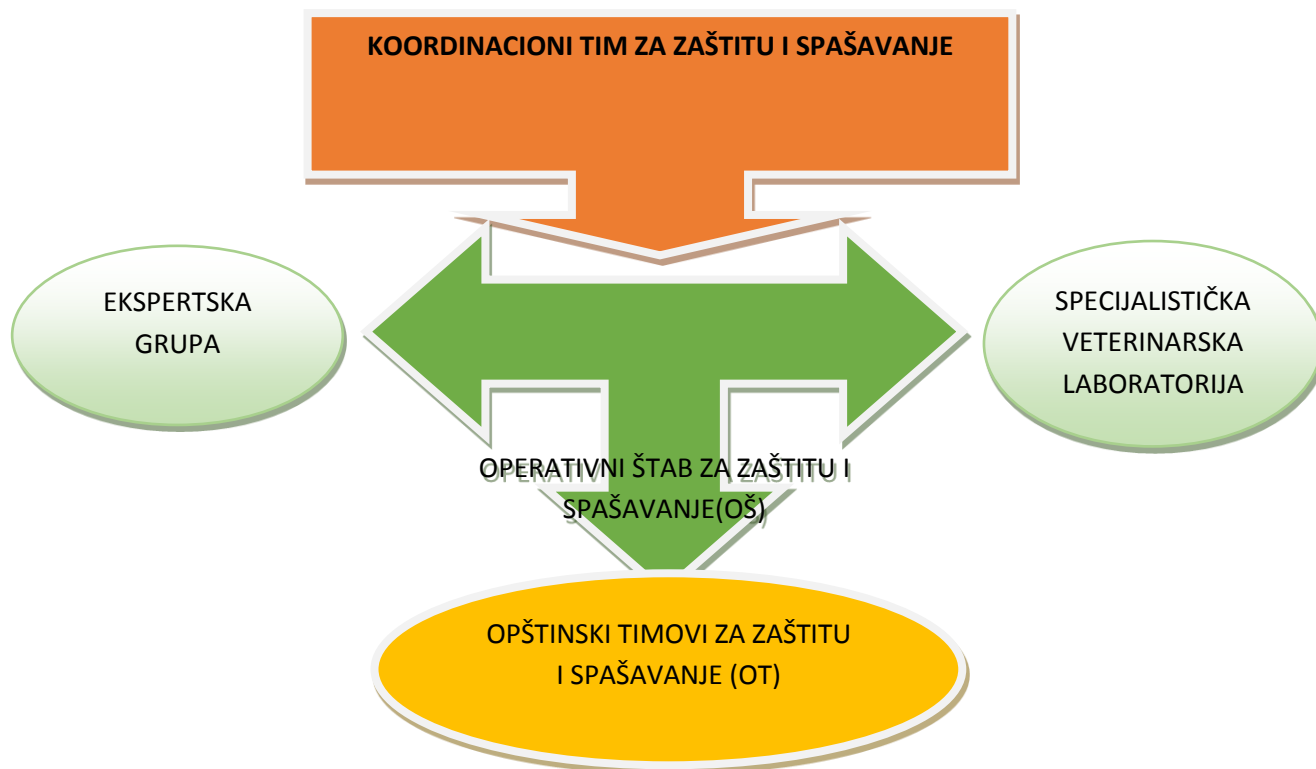 KOORDINACIONI TIM ZA ZAŠTITU I SPAŠAVANJE
EKSPERTSKA
GRUPA
SPECIJALISTIČKA
VETERINARSKA
LABORATORIJA
OPERATIVNI ŠTAB ZA ZAŠTITU I
SPAŠAVANJE(OŠ)
OPŠTINSKI TIMOVI ZA ZAŠTITU
I SPAŠAVANJE (OT)